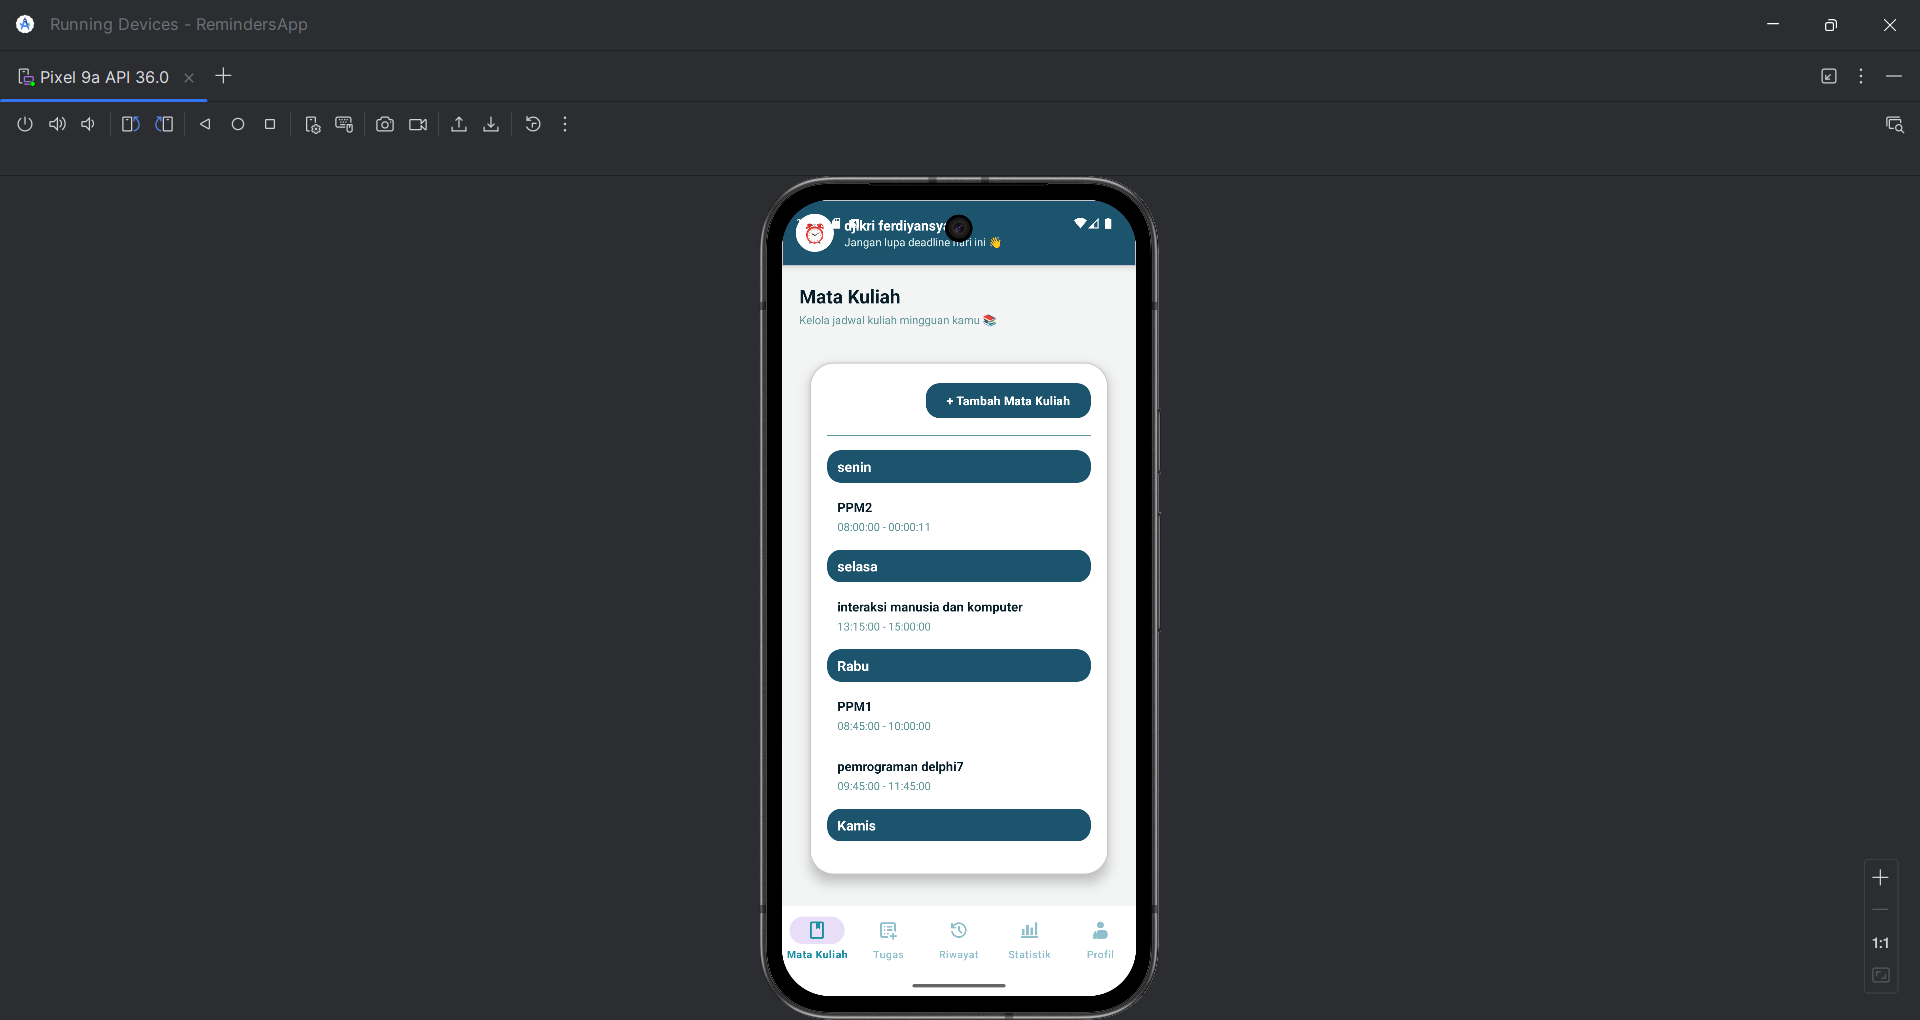 Running Devices - RemindersApp
Pixel 9a API 36.0
djikri ferdiyansya
Jangan lupa deadline hari ini 👋
Mata Kuliah
Kelola jadwal kuliah mingguan kamu 📚
+ Tambah Mata Kuliah
senin
PPM2
08:00:00 - 00:00:11
selasa
interaksi manusia dan komputer
13:15:00 - 15:00:00
Rabu
PPM1
08:45:00 - 10:00:00
pemrograman delphi7
09:45:00 - 11:45:00
Kamis
Mata Kuliah
Tugas
Riwayat
Statistik
Profil
1:1